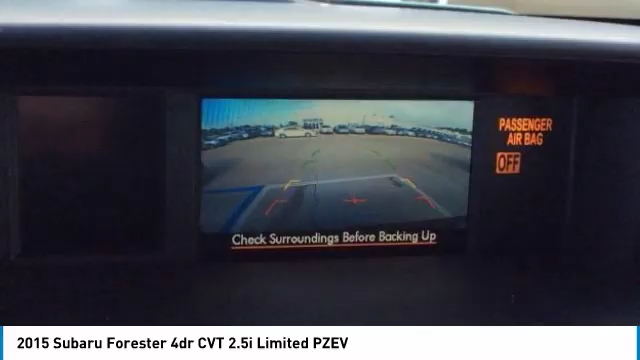 PASSENGER
AIR BAG
OFF
Check Surroundings Before Backing Up
2015 Subaru Forester 4dr CVT 2.5i Limited PZEV